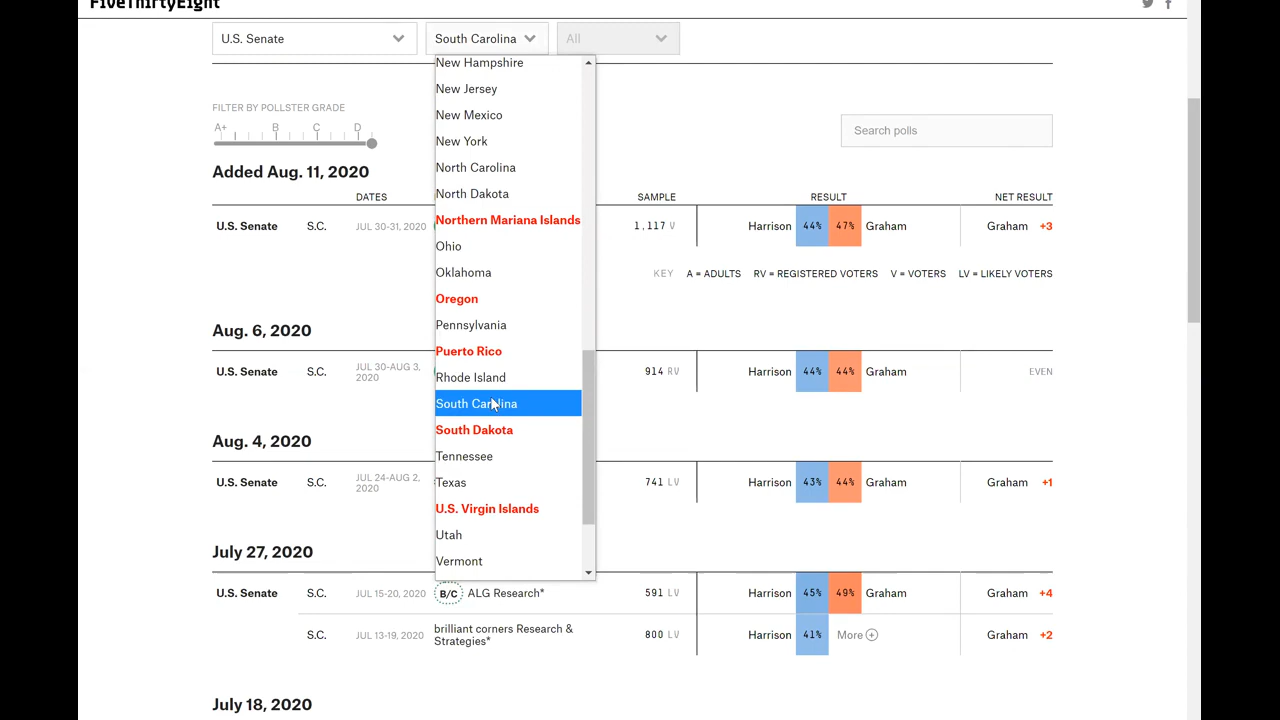 FiveThirtyEight
U.S. Senate
South Carolina
All
New Hampshire
New Jersey
New Mexico
New York
North Carolina
North Dakota
Northern Mariana Islands
Ohio
Oklahoma
Oregon
Pennsylvania
Puerto Rico
Rhode Island
South Carolina
South Dakota
Tennessee
Texas
U.S. Virgin Islands
Utah
Vermont
FILTER BY POLLSTER GRADE
A+ B C D
Search polls
Added Aug. 11, 2020
DATES SAMPLE RESULT NET RESULT
U.S. Senate S.C. JUL 30-31, 2020 1,117 V Harrison 44% 47% Graham Graham +3
KEY A = ADULTS RV = REGISTERED VOTERS V = VOTERS LV = LIKELY VOTERS
Aug. 6, 2020
U.S. Senate S.C. JUL 30-AUG 3, 2020 914 RV Harrison 44% 44% Graham EVEN
Aug. 4, 2020
U.S. Senate S.C. JUL 24-AUG 2, 2020 741 LV Harrison 43% 44% Graham Graham +1
July 27, 2020
U.S. Senate S.C. JUL 15-20, 2020 B/C ALG Research* 591 LV Harrison 45% 49% Graham Graham +4
S.C. JUL 13-19, 2020 brilliant corners Research & Strategies* 800 LV Harrison 41% More Graham +2
July 18, 2020